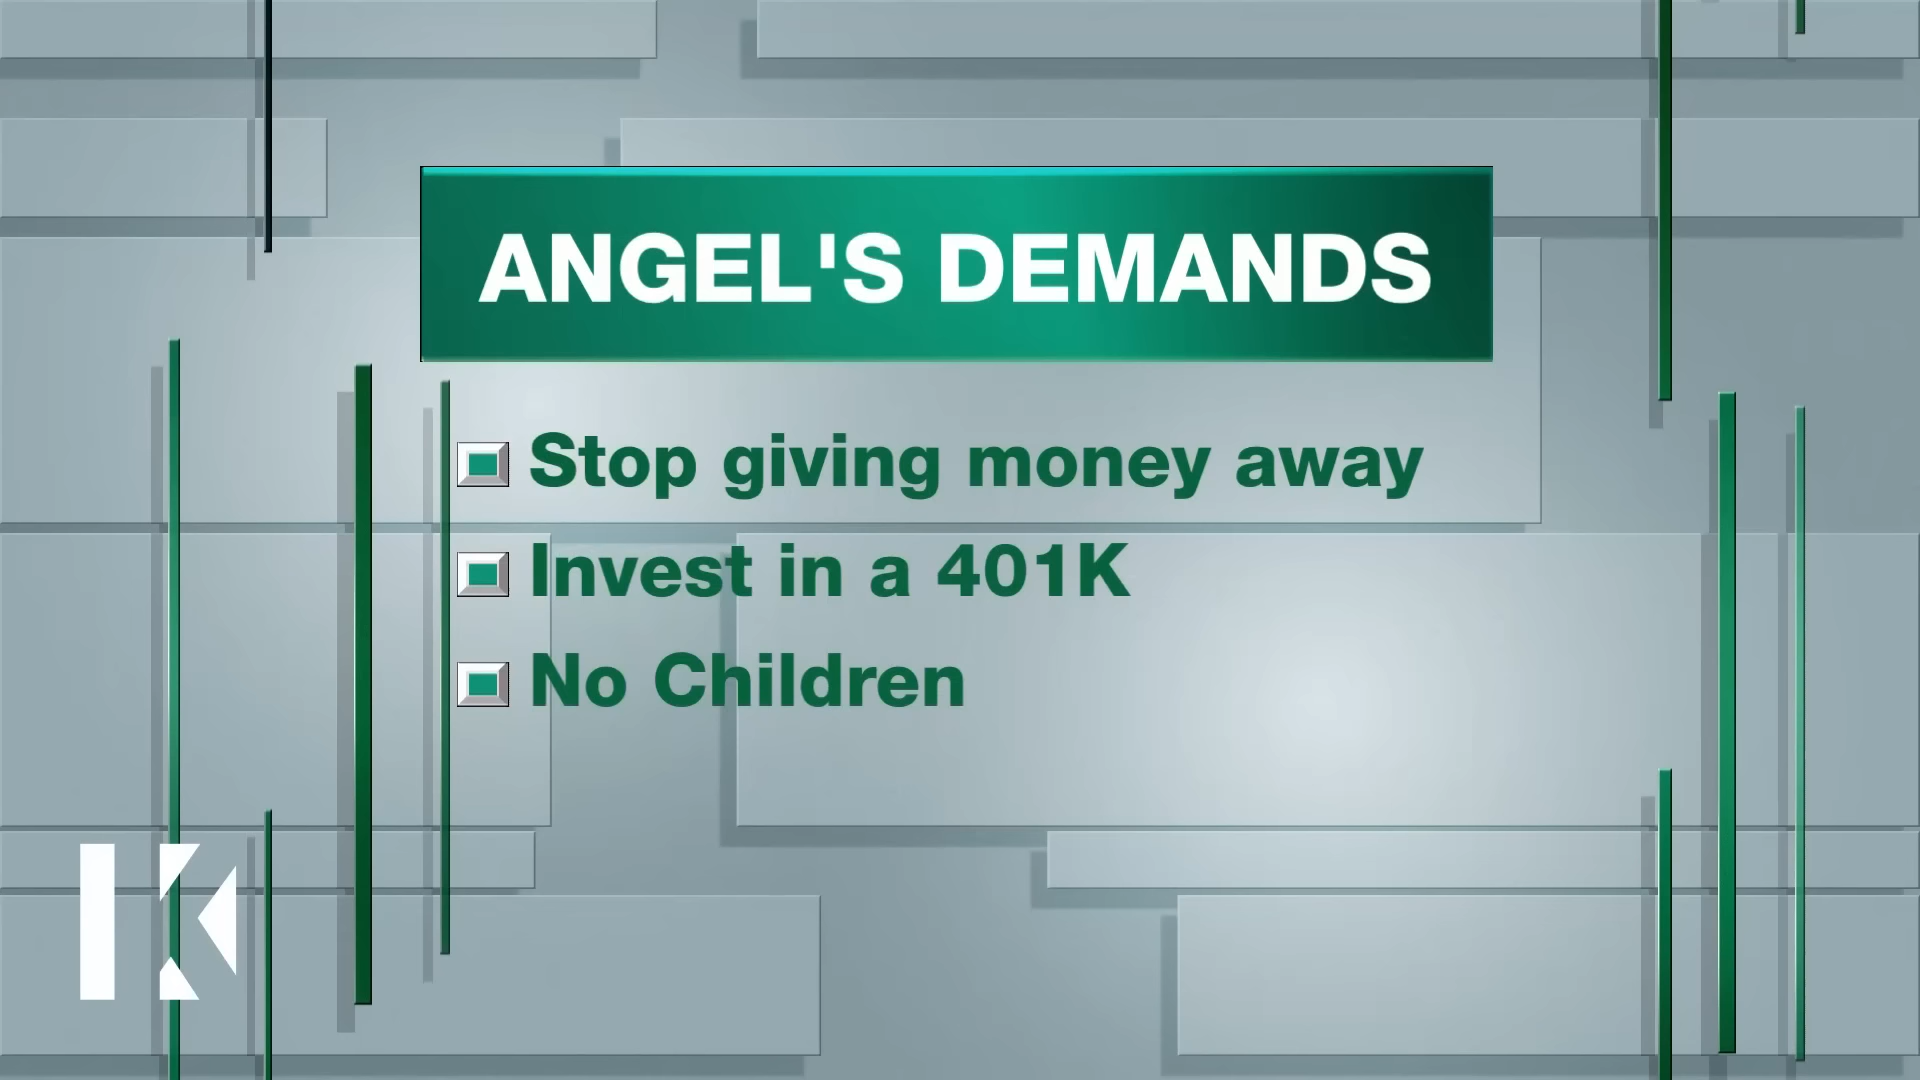 ANGEL'S DEMANDS
Stop giving money away
Invest in a 401K
No Children
K